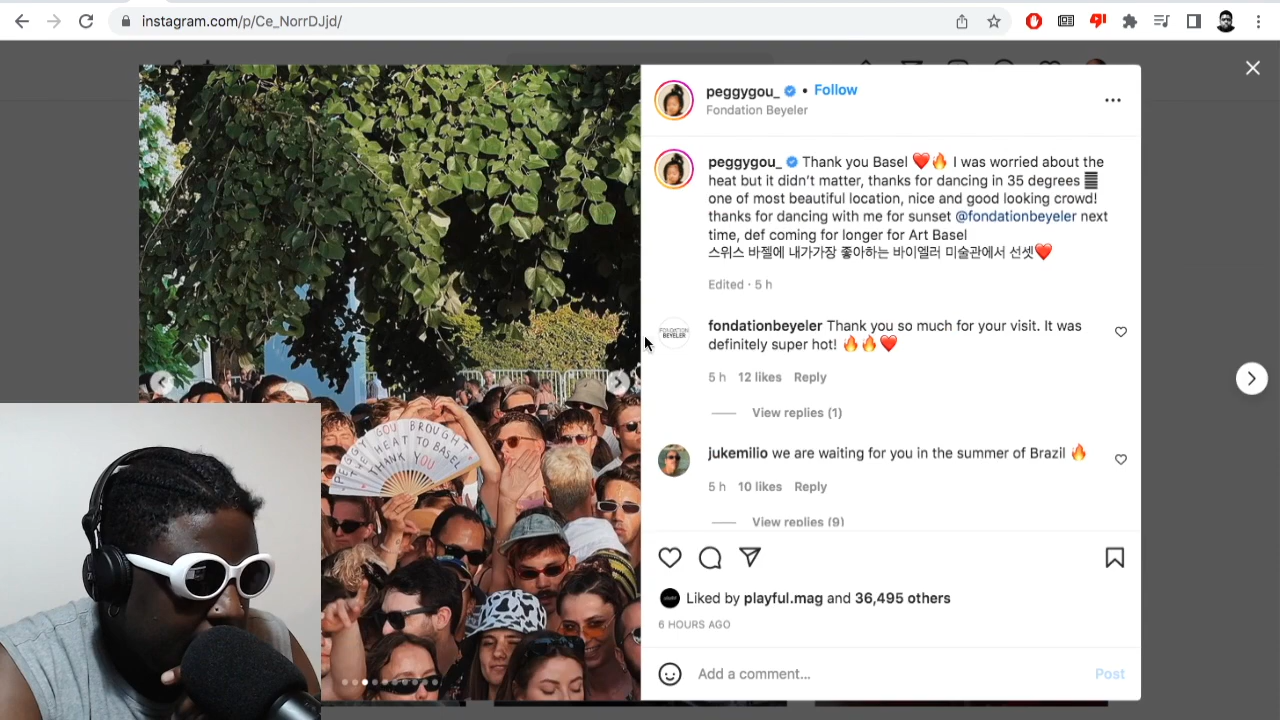 instagram.com/p/Ce_NorrDJjd/
peggygou_ • Follow
Fondation Beyeler
peggygou_ Thank you Basel ❤️🔥 I was worried about the
heat but it didn't matter, thanks for dancing in 35 degrees
one of most beautiful location, nice and good looking crowd!
thanks for dancing with me for sunset @fondationbeyeler next
time, def coming for longer for Art Basel
스위스 바젤에 내가가장 좋아하는 바이엘러 미술관에서 선셋❤️
Edited · 5 h
FONDATION
BEYELER
fondationbeyeler Thank you so much for your visit. It was
definitely super hot! 🔥🔥❤️
5 h 12 likes Reply
View replies (1)
jukemilio we are waiting for you in the summer of Brazil 🔥
5 h 10 likes Reply
View replies (9)
Liked by playful.mag and 36,495 others
6 HOURS AGO
Add a comment... Post
PEGGY GOU BROUGHT
HEAT TO BASEL
THANK YOU